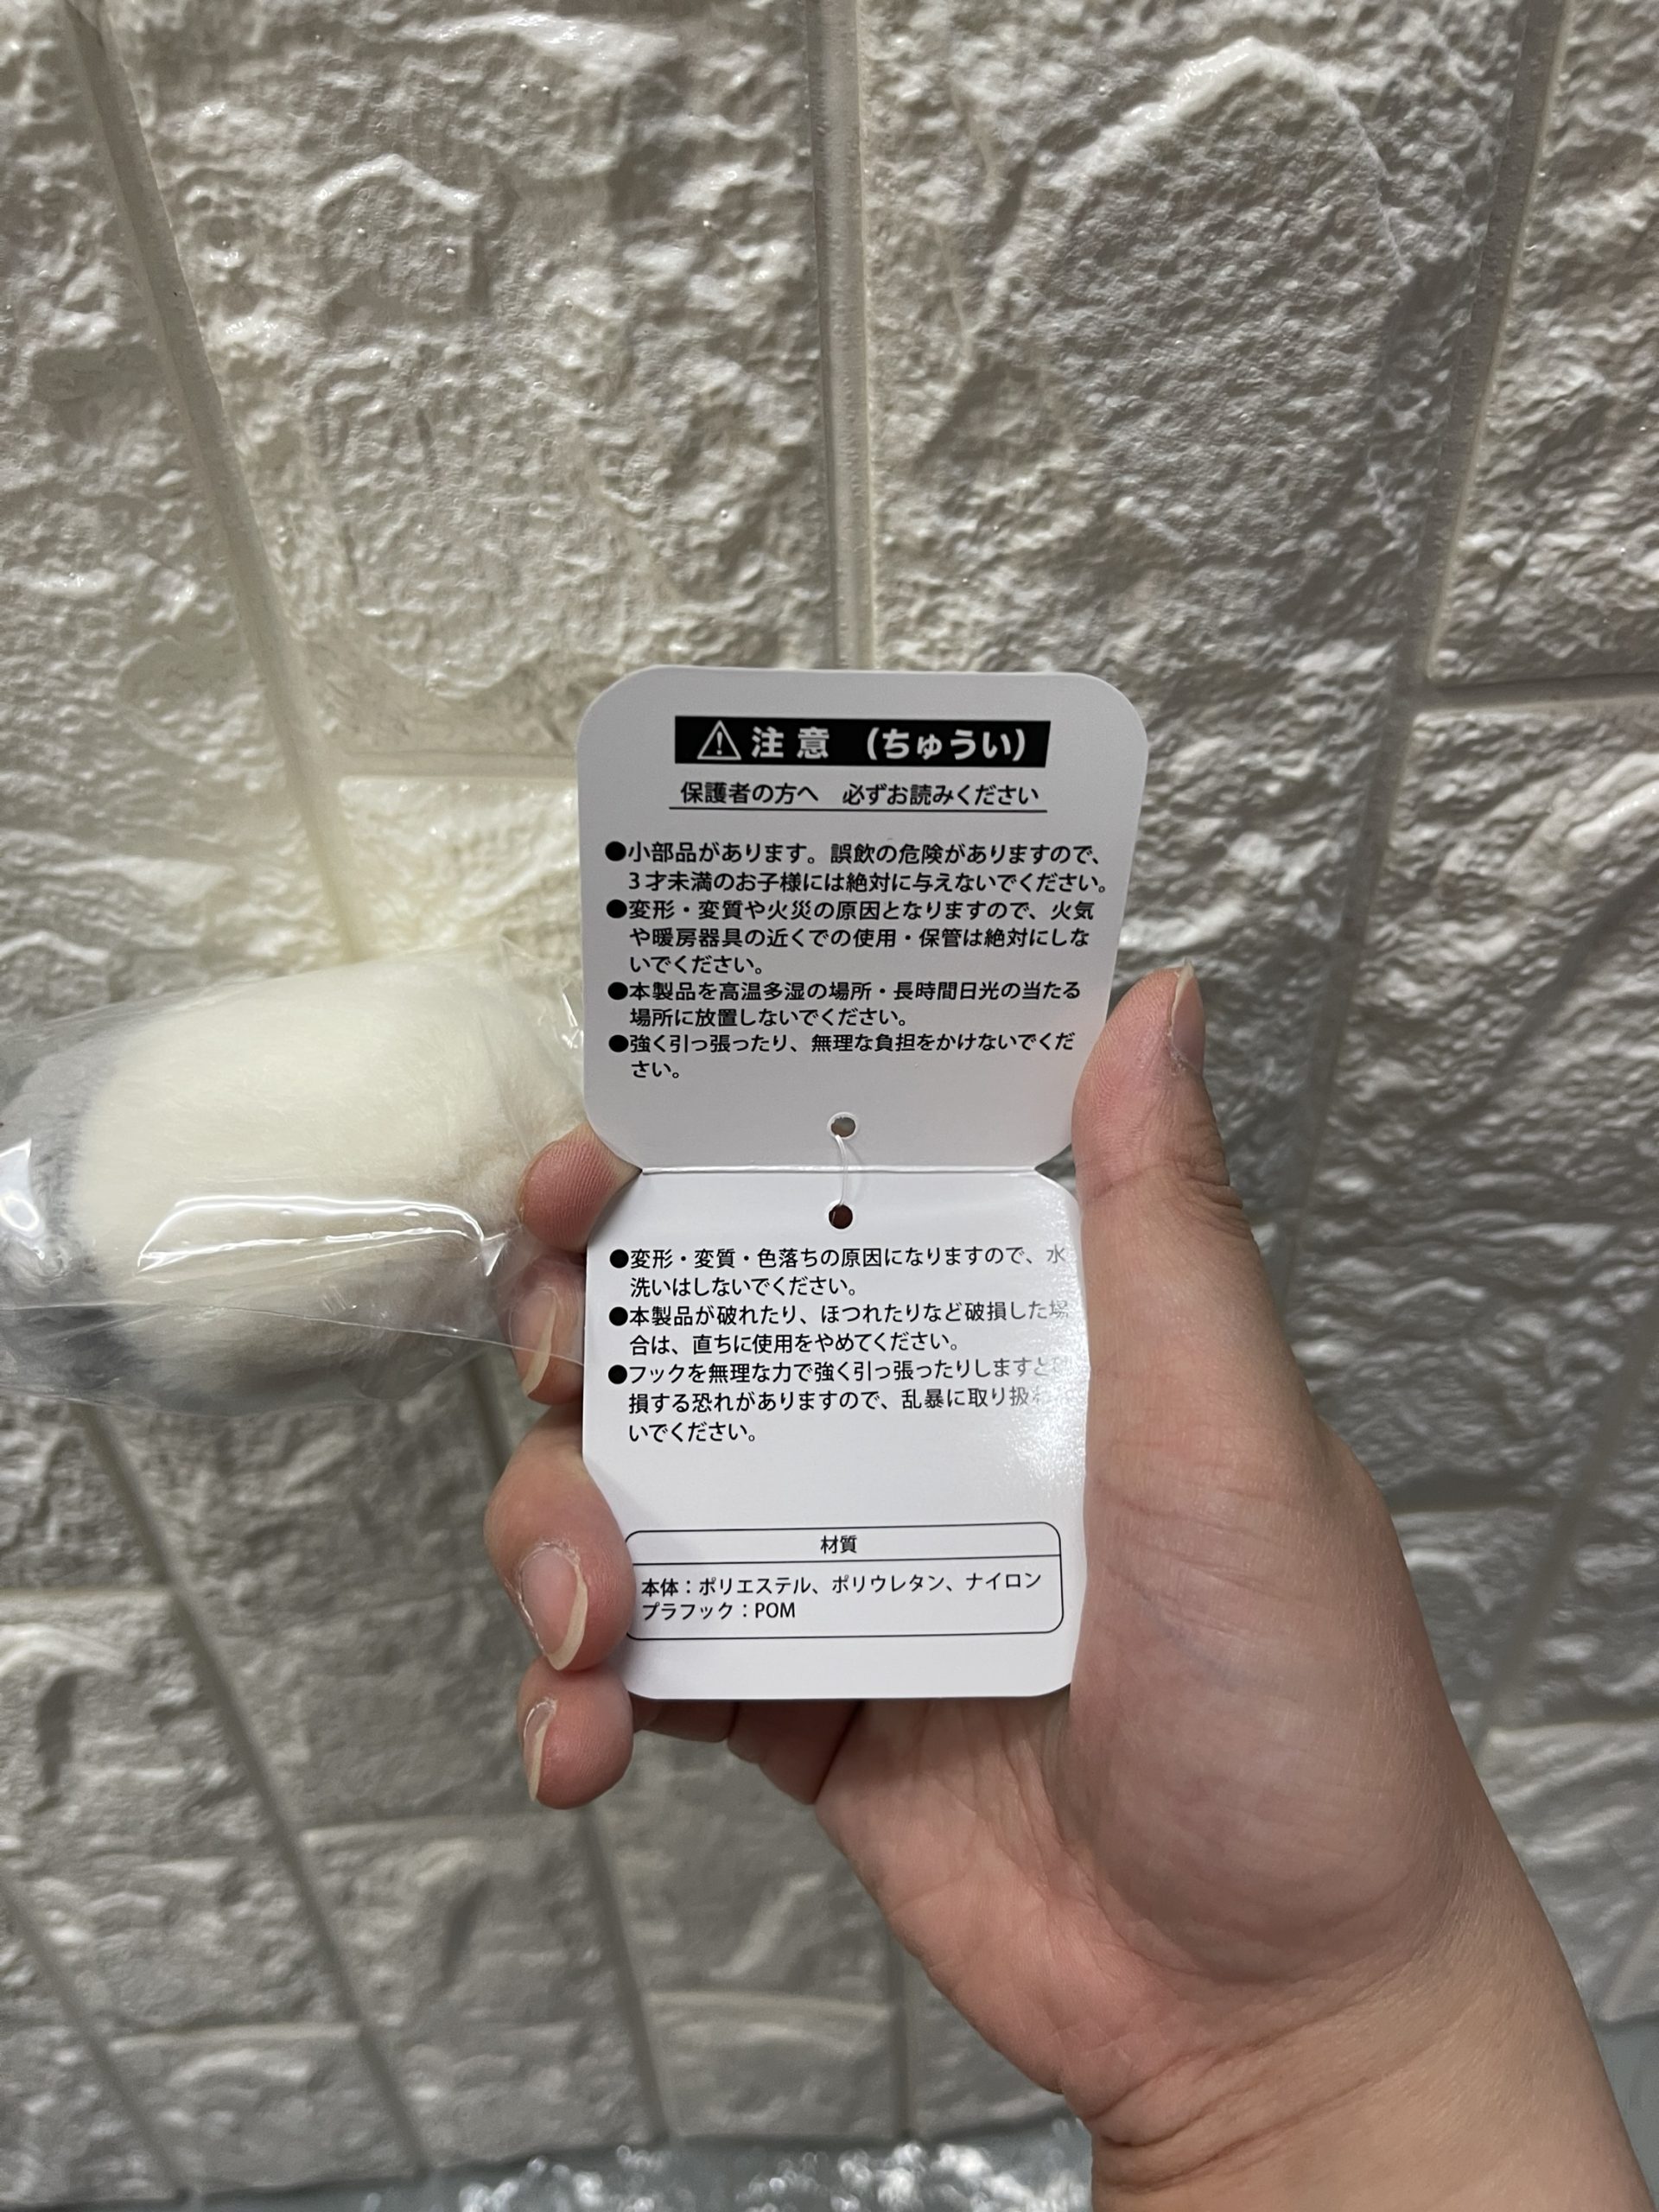 注意 (ちゅうい)
保護者の方へ 必ずお読みください
●小部品があります。誤飲の危険がありますので、
3才未満のお子様には絶対に与えないでください。
●変形・変質や火災の原因となりますので、火気
や暖房器具の近くでの使用・保管は絶対にしな
いでください。
●本製品を高温多湿の場所・長時間日光の当たる
場所に放置しないでください。
●強く引っ張ったり、無理な負担をかけないでくだ
さい。
●変形・変質・色落ちの原因になりますので、水
洗いはしないでください。
●本製品が破れたり、ほつれたりなど破損した場
合は、直ちに使用をやめてください。
●フックを無理な力で強く引っ張ったりしますと
損する恐れがありますので、乱暴に取り扱
いでください。
材質
本体：ポリエステル、ポリウレタン、ナイロン
プラフック：POM